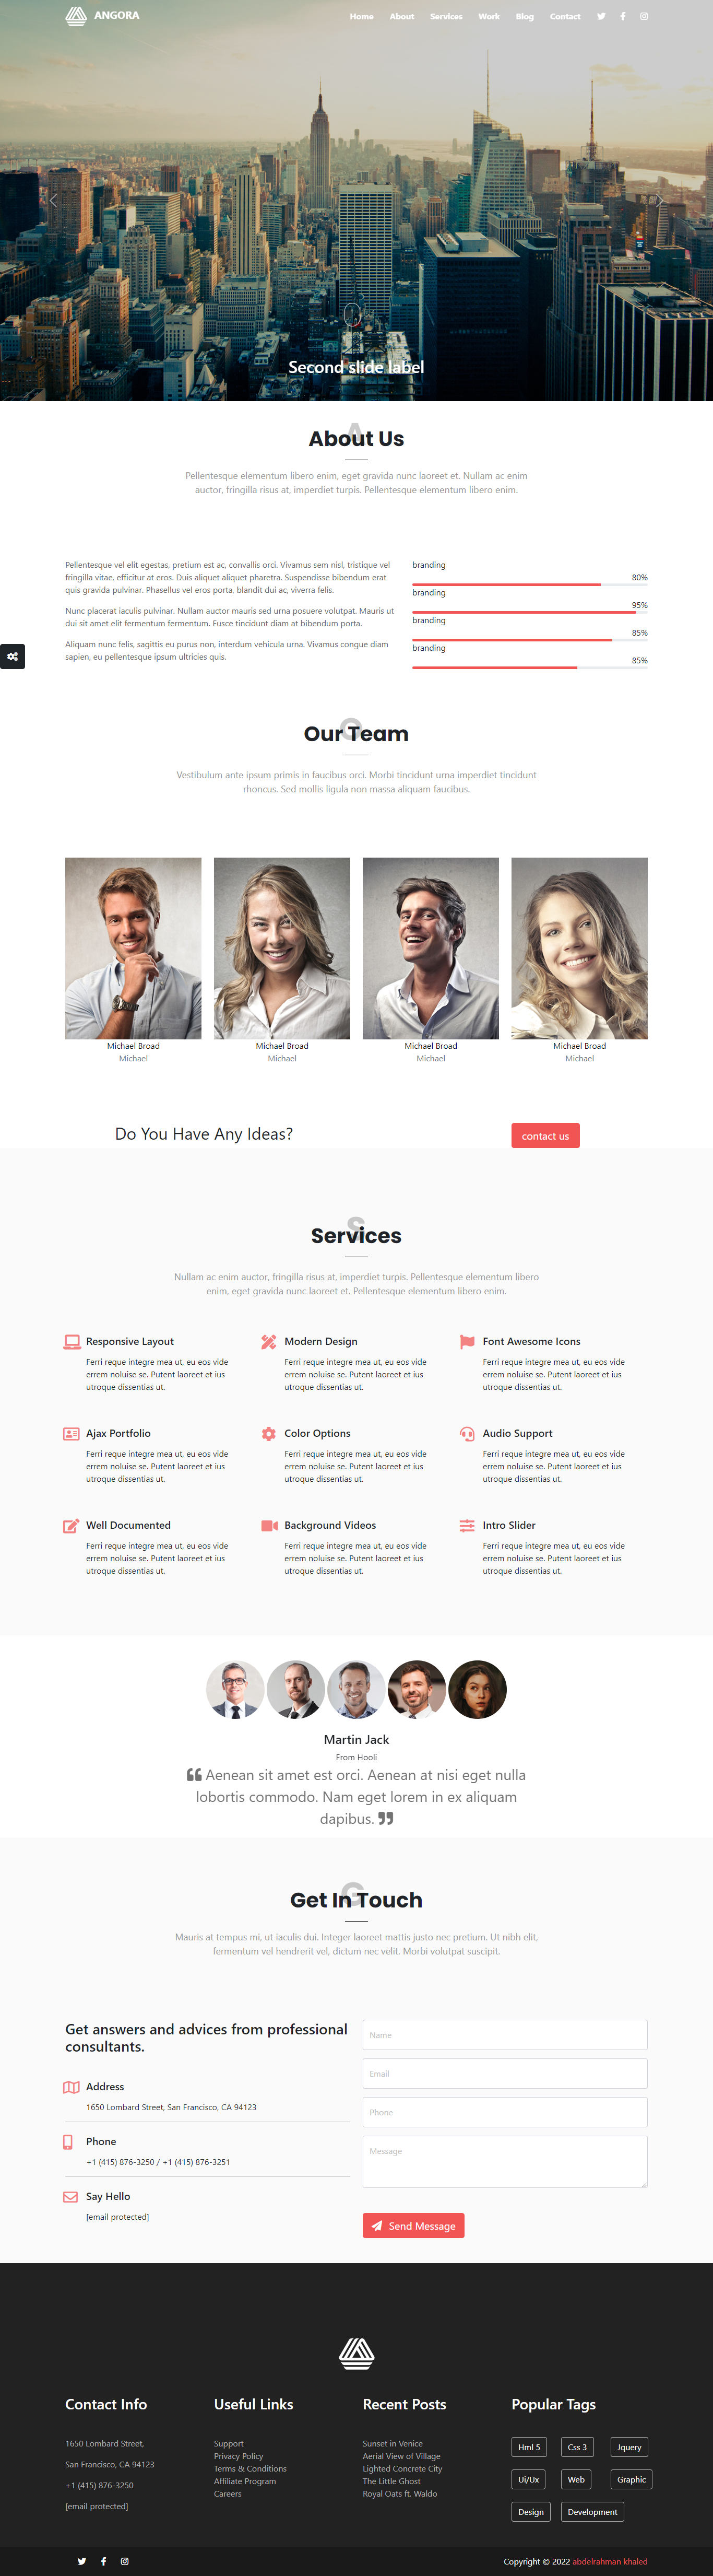 ANGORA
Home About Services Work Blog Contact
Second slide label
A
About Us
Pellentesque elementum libero enim, eget gravida nunc laoreet et. Nullam ac enim
auctor, fringilla risus at, imperdiet turpis. Pellentesque elementum libero enim.
Pellentesque vel elit egestas, pretium est ac, convallis orci. Vivamus sem nisl, tristique vel
fringilla vitae, efficitur at eros. Duis aliquet aliquet pharetra. Suspendisse bibendum erat
quis gravida pulvinar. Phasellus vel eros porta, blandit dui ac, viverra felis.
Nunc placerat iaculis pulvinar. Nullam auctor mauris sed urna posuere volutpat. Mauris ut
dui sit amet elit fermentum fermentum. Fusce tincidunt diam at bibendum porta.
Aliquam nunc felis, sagittis eu purus non, interdum vehicula urna. Vivamus congue diam
sapien, eu pellentesque ipsum ultricies quis.
branding
80%
branding
95%
branding
85%
branding
85%
O
Our Team
Vestibulum ante ipsum primis in faucibus orci. Morbi tincidunt urna imperdiet tincidunt
rhoncus. Sed mollis ligula non massa aliquam faucibus.
Michael Broad
Michael
Michael Broad
Michael
Michael Broad
Michael
Michael Broad
Michael
Do You Have Any Ideas?
contact us
S
Services
Nullam ac enim auctor, fringilla risus at, imperdiet turpis. Pellentesque elementum libero
enim, eget gravida nunc laoreet et. Pellentesque elementum libero enim.
Responsive Layout
Ferri reque integre mea ut, eu eos vide
errem noluise se. Putent laoreet et ius
utroque dissentias ut.
Modern Design
Ferri reque integre mea ut, eu eos vide
errem noluise se. Putent laoreet et ius
utroque dissentias ut.
Font Awesome Icons
Ferri reque integre mea ut, eu eos vide
errem noluise se. Putent laoreet et ius
utroque dissentias ut.
Ajax Portfolio
Ferri reque integre mea ut, eu eos vide
errem noluise se. Putent laoreet et ius
utroque dissentias ut.
Color Options
Ferri reque integre mea ut, eu eos vide
errem noluise se. Putent laoreet et ius
utroque dissentias ut.
Audio Support
Ferri reque integre mea ut, eu eos vide
errem noluise se. Putent laoreet et ius
utroque dissentias ut.
Well Documented
Ferri reque integre mea ut, eu eos vide
errem noluise se. Putent laoreet et ius
utroque dissentias ut.
Background Videos
Ferri reque integre mea ut, eu eos vide
errem noluise se. Putent laoreet et ius
utroque dissentias ut.
Intro Slider
Ferri reque integre mea ut, eu eos vide
errem noluise se. Putent laoreet et ius
utroque dissentias ut.
Martin Jack
From Hooli
Aenean sit amet est orci. Aenean at nisi eget nulla
lobortis commodo. Nam eget lorem in ex aliquam
dapibus.
G
Get In Touch
Mauris at tempus mi, ut iaculis dui. Integer laoreet mattis justo nec pretium. Ut nibh elit,
fermentum vel hendrerit vel, dictum nec velit. Morbi volutpat suscipit.
Get answers and advices from professional
consultants.
Address
1650 Lombard Street, San Francisco, CA 94123
Phone
+1 (415) 876-3250 / +1 (415) 876-3251
Say Hello
[email protected]
Name
Email
Phone
Message
Send Message
Contact Info
1650 Lombard Street,
San Francisco, CA 94123
+1 (415) 876-3250
[email protected]
Useful Links
Support
Privacy Policy
Terms & Conditions
Affiliate Program
Careers
Recent Posts
Sunset in Venice
Aerial View of Village
Lighted Concrete City
The Little Ghost
Royal Oats ft. Waldo
Popular Tags
Hml 5 Css 3 Jquery
Ui/Ux Web Graphic
Design Development
Copyright © 2022 abdelrahman khaled